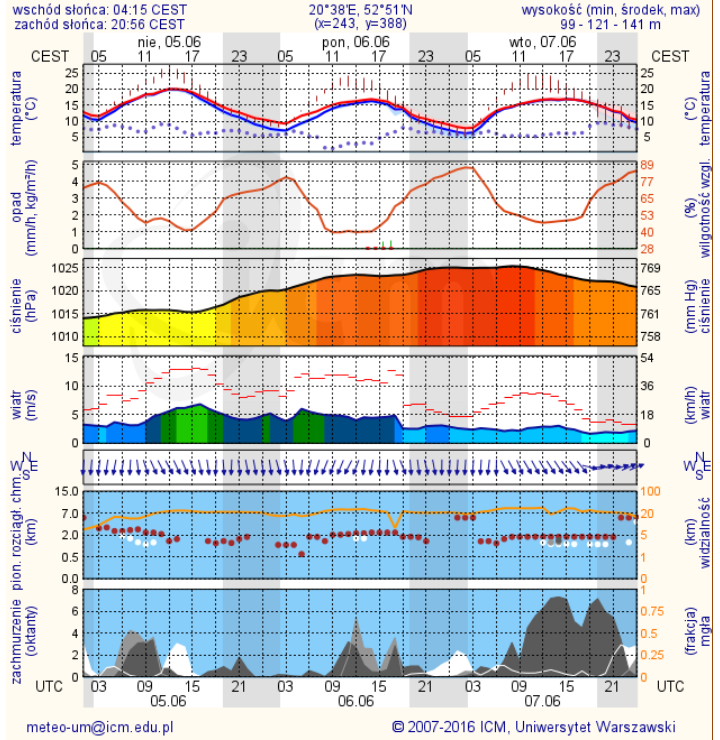 wschód słońca: 04:15 CEST 20°38'E, 52°51'N wysokość (min, środek, max)
zachód słońca: 20:56 CEST (x=243, y=388) 99 - 121 - 141 m
nie, 05.06 pon, 06.06 wto, 07.06
CEST 05 11 17 23 05 11 17 23 05 11 17 23 CEST
temperatura (°C)
25
20
15
10
5
25
20
15
10
5
temperatura (°C)
opad (mm/h, kg/m²/h)
5
4
3
2
1
0
89
77
65
53
40
28
(%) wilgotność wzgl.
ciśnienie (hPa)
1025
1020
1015
1010
769
765
761
758
(mm Hg) ciśnienie
wiatr (m/s)
15
10
5
0
54
36
18
0
(km/h) wiatr
N
W E
S
N
W E
S
pion. rozciągł. chm. (km)
15.0
7.0
2.0
0.5
0.0
100
20
5
1
0
(km) widzialność
zachmurzenie (oktanty)
8
6
4
2
0
1
0.75
0.5
0.25
0
(frakcja) mgła
UTC 03 09 15 21 03 09 15 21 03 09 15 21 UTC
05.06 06.06 07.06
meteo-um@icm.edu.pl © 2007-2016 ICM, Uniwersytet Warszawski